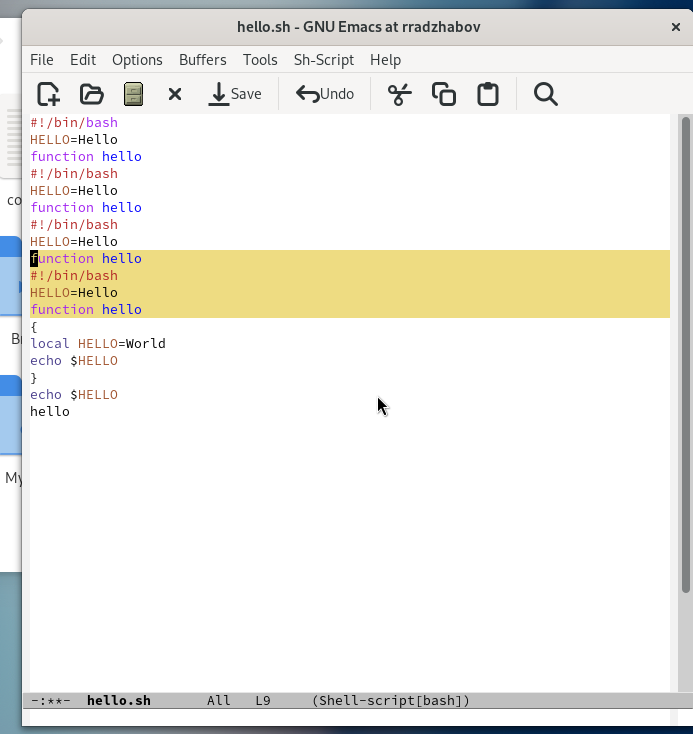 hello.sh - GNU Emacs at rradzhabov
File Edit Options Buffers Tools Sh-Script Help
Save Undo
#!/bin/bash
HELLO=Hello
function hello
#!/bin/bash
HELLO=Hello
function hello
#!/bin/bash
HELLO=Hello
function hello
#!/bin/bash
HELLO=Hello
function hello
{
local HELLO=World
echo $HELLO
}
echo $HELLO
hello
co
Br
My
-:**- hello.sh All L9 (Shell-script[bash])